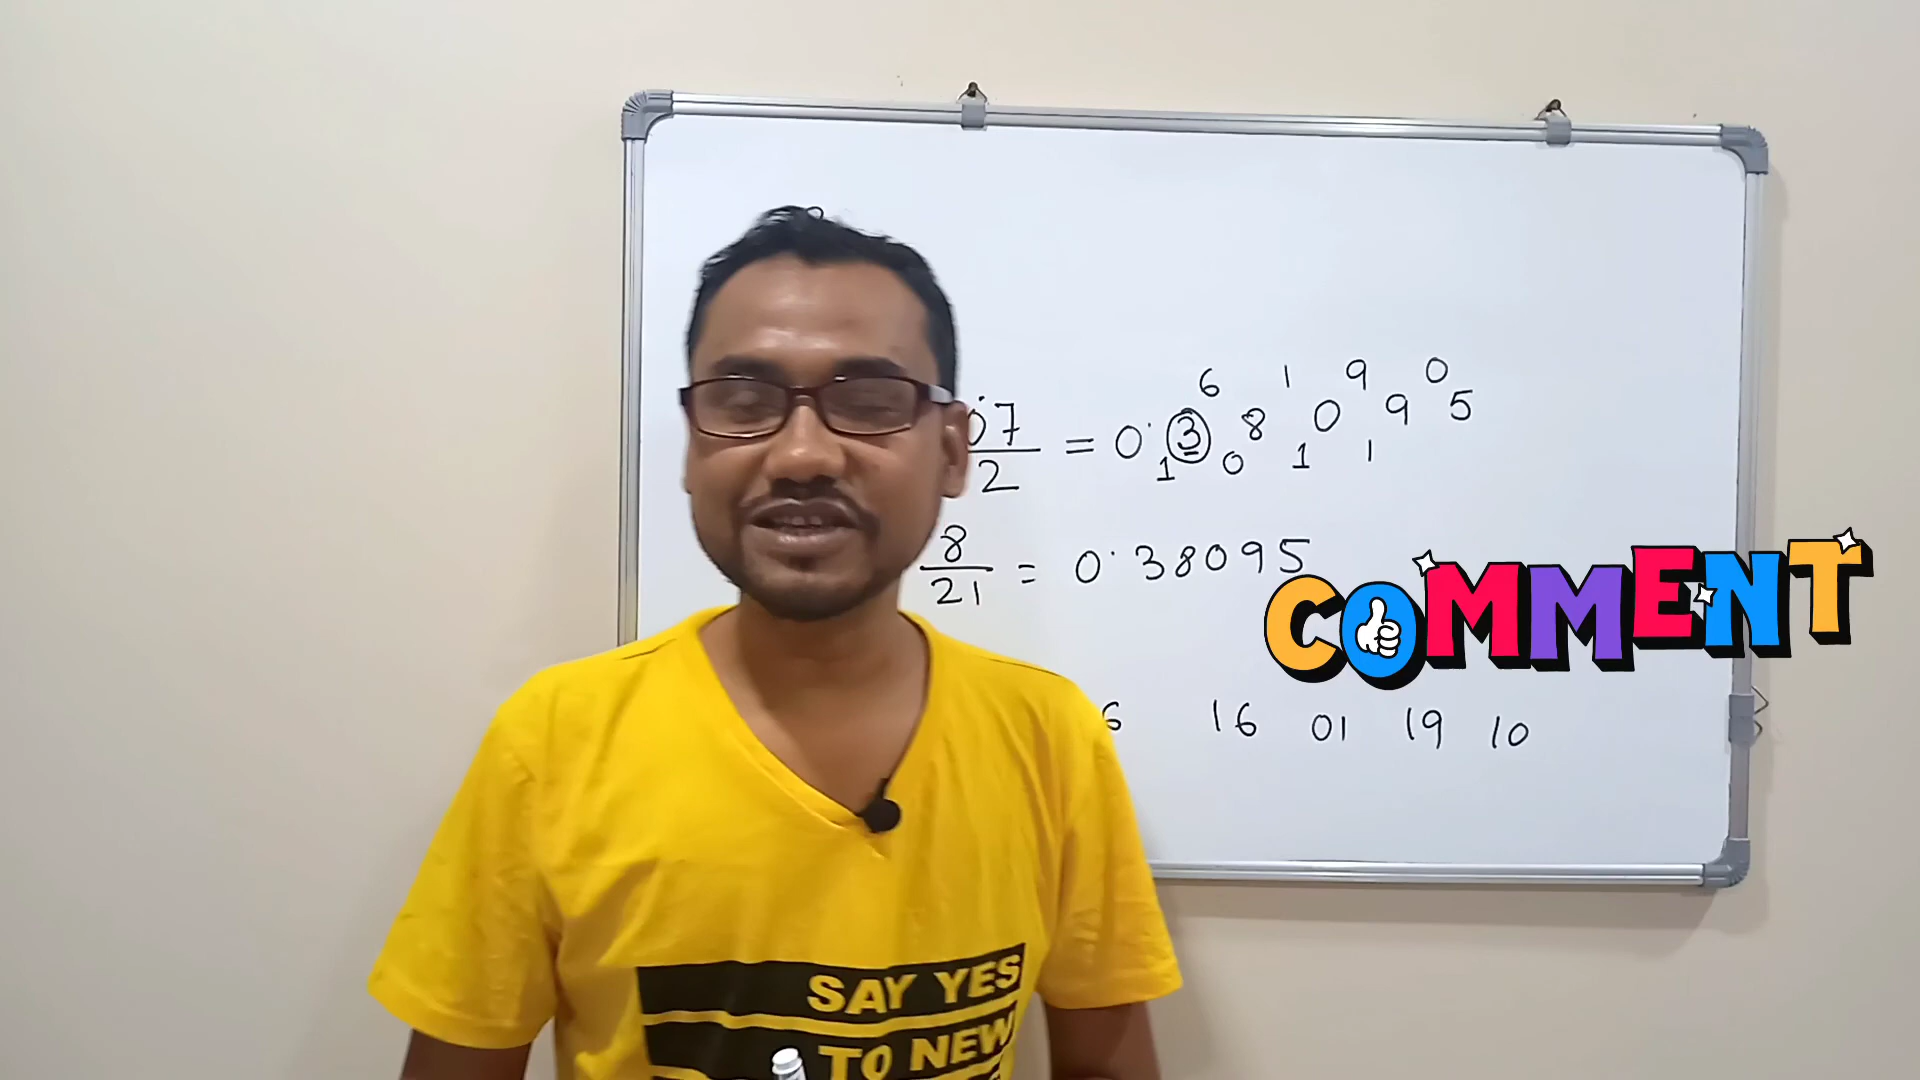 6 1 9 0
07 = 0.3 8 0 9 5
2 1 0 1 1
8/21 = 0.38095
COMMENT
6 16 01 19 10
SAY YES
TO NEW